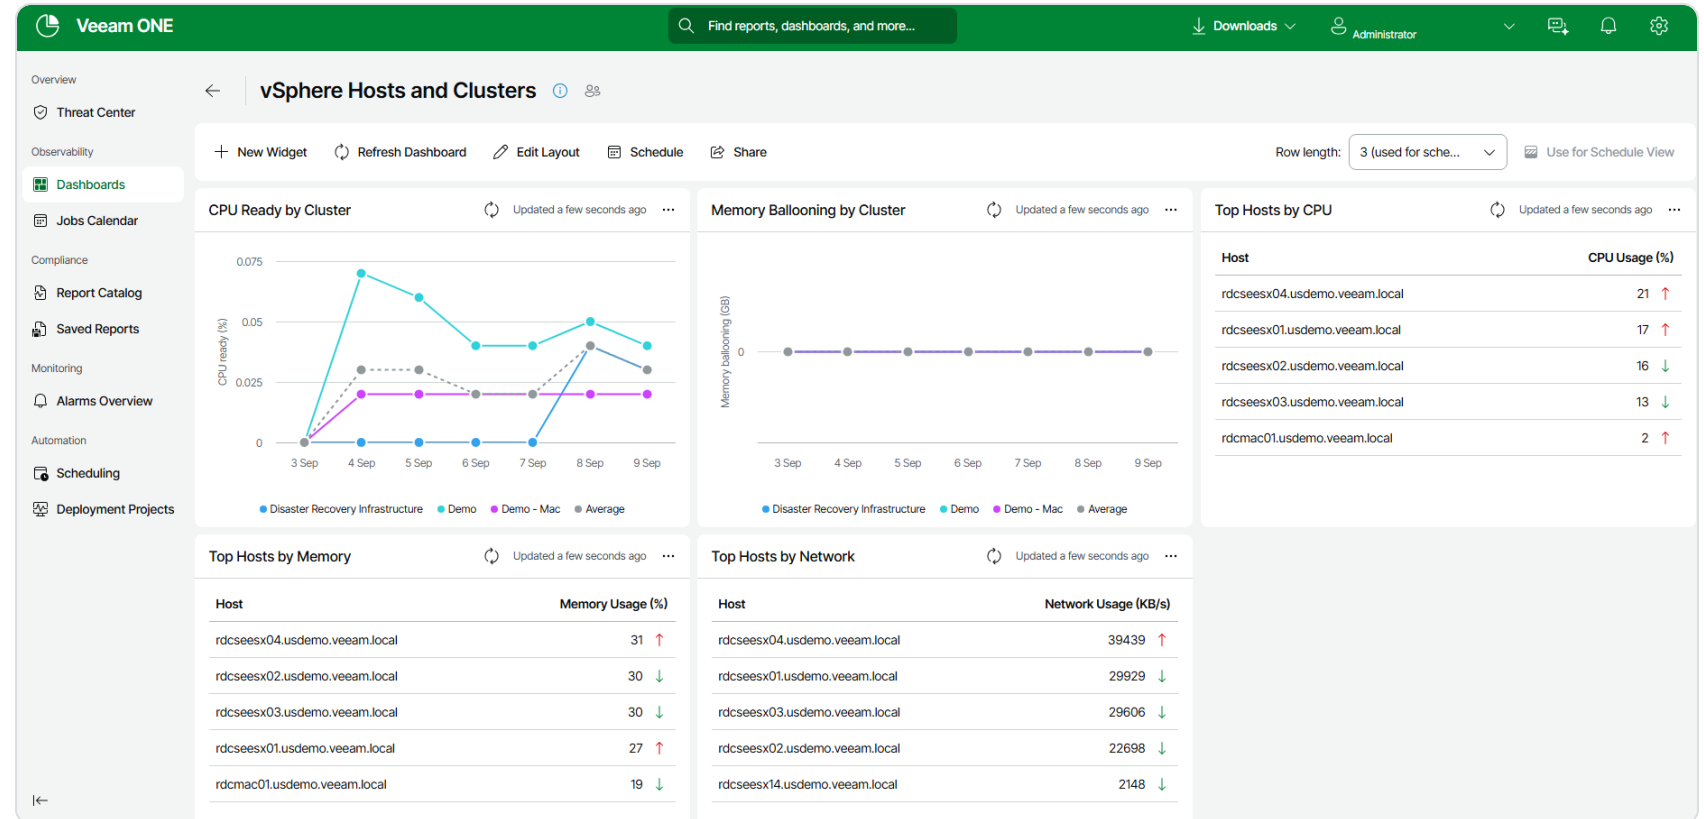 Veeam ONE
Find reports, dashboards, and more...
Downloads
Administrator
Overview
Threat Center
Observability
Dashboards
Jobs Calendar
Compliance
Report Catalog
Saved Reports
Monitoring
Alarms Overview
Automation
Scheduling
Deployment Projects
vSphere Hosts and Clusters
New Widget Refresh Dashboard Edit Layout Schedule Share
Row length: 3 (used for sche... Use for Schedule View
CPU Ready by Cluster Updated a few seconds ago
CPU ready (%)
0.075
0.05
0.025
0
3 Sep 4 Sep 5 Sep 6 Sep 7 Sep 8 Sep 9 Sep
Disaster Recovery Infrastructure Demo Demo - Mac Average
Memory Ballooning by Cluster Updated a few seconds ago
Memory ballooning (GB)
0
3 Sep 4 Sep 5 Sep 6 Sep 7 Sep 8 Sep 9 Sep
Disaster Recovery Infrastructure Demo Demo - Mac Average
Top Hosts by CPU Updated a few seconds ago
Host CPU Usage (%)
rdcseesx04.usdemo.veeam.local 21
rdcseesx01.usdemo.veeam.local 17
rdcseesx02.usdemo.veeam.local 16
rdcseesx03.usdemo.veeam.local 13
rdcmac01.usdemo.veeam.local 2
Top Hosts by Memory Updated a few seconds ago
Host Memory Usage (%)
rdcseesx04.usdemo.veeam.local 31
rdcseesx02.usdemo.veeam.local 30
rdcseesx03.usdemo.veeam.local 30
rdcseesx01.usdemo.veeam.local 27
rdcmac01.usdemo.veeam.local 19
Top Hosts by Network Updated a few seconds ago
Host Network Usage (KB/s)
rdcseesx04.usdemo.veeam.local 39439
rdcseesx01.usdemo.veeam.local 29929
rdcseesx03.usdemo.veeam.local 29606
rdcseesx02.usdemo.veeam.local 22698
rdcseesx14.usdemo.veeam.local 2148